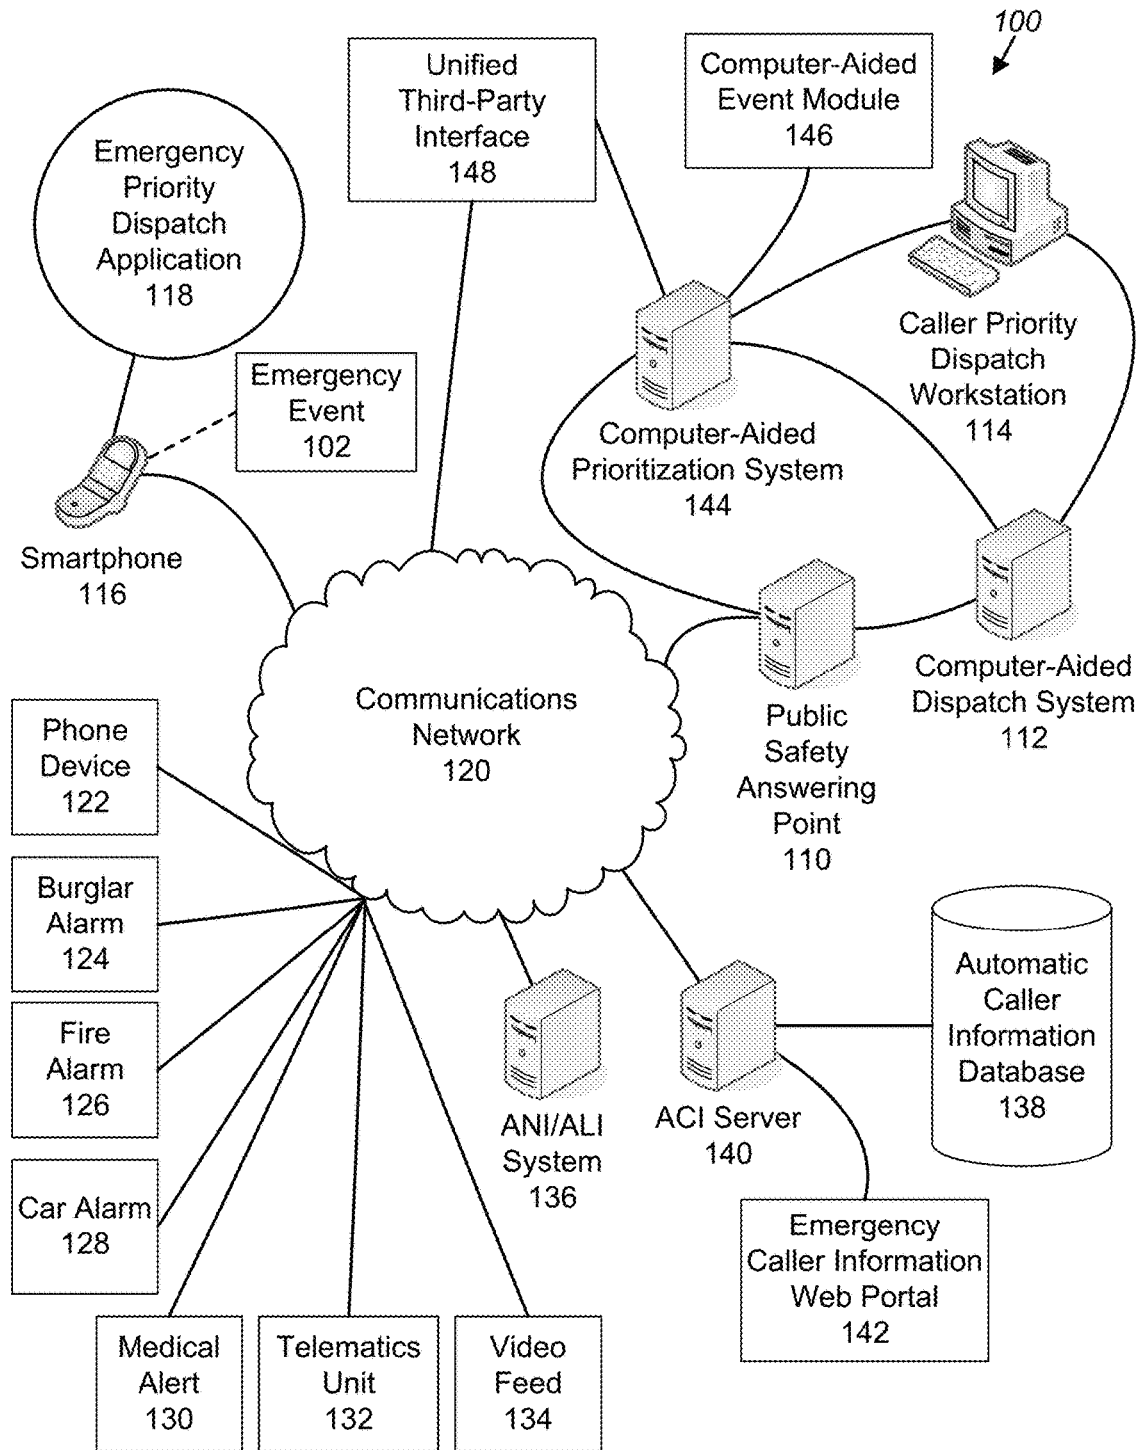 100
Unified
Third-Party
Interface
148
Computer-Aided
Event Module
146
Emergency
Priority
Dispatch
Application
118
Caller Priority
Dispatch
Workstation
114
Emergency
Event
102
Computer-Aided
Prioritization System
144
Smartphone
116
Computer-Aided
Dispatch System
112
Communications
Network
120
Public
Safety
Answering
Point
110
Phone
Device
122
Burglar
Alarm
124
Fire
Alarm
126
Car Alarm
128
Medical
Alert
130
Telematics
Unit
132
Video
Feed
134
ANI/ALI
System
136
ACI Server
140
Automatic
Caller
Information
Database
138
Emergency
Caller Information
Web Portal
142